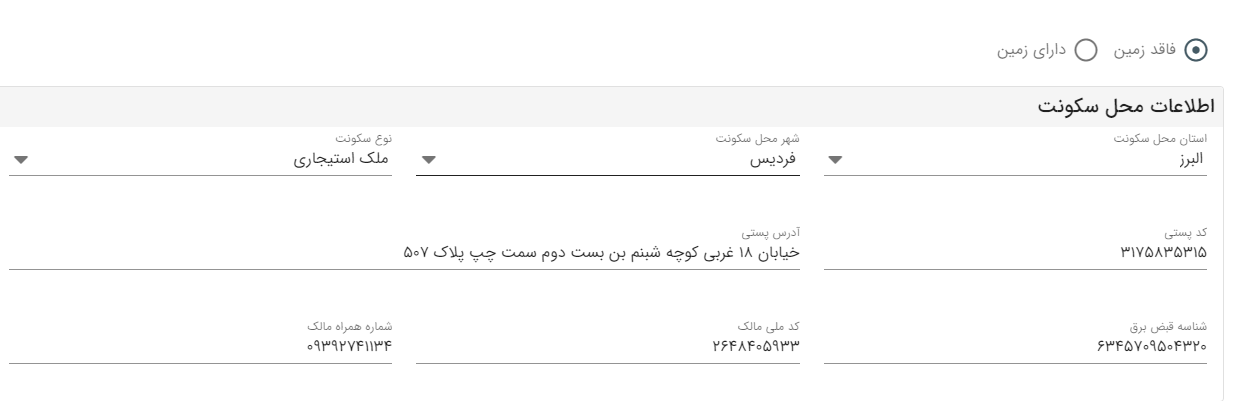 فاقد زمین دارای زمین
اطلاعات محل سکونت
استان محل سکونت شهر محل سکونت نوع سکونت
البرز فردیس ملک استیجاری
کد پستی آدرس پستی
۳۱۷۵۸۳۵۳۱۵ خیابان ۱۸ غربی کوچه شبنم بن بست دوم سمت چپ پلاک ۵۰۷
شناسه قبض برق کد ملی مالک شماره همراه مالک
۶۳۴۵۷۰۹۵۰۴۳۲۰ ۲۶۴۸۴۰۵۹۳۳ ۰۹۳۹۲۷۴۱۱۳۴